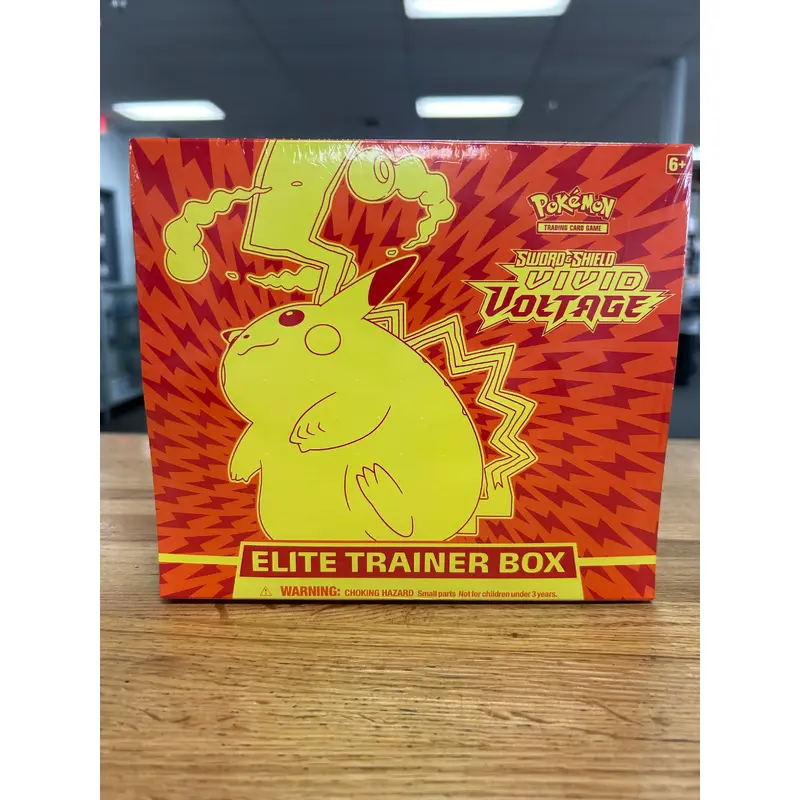 6+
Pokémon
TRADING CARD GAME
SWORD & SHIELD
VIVID
VOLTAGE
ELITE TRAINER BOX
⚠ WARNING: CHOKING HAZARD Small parts Not for children under 3 years.